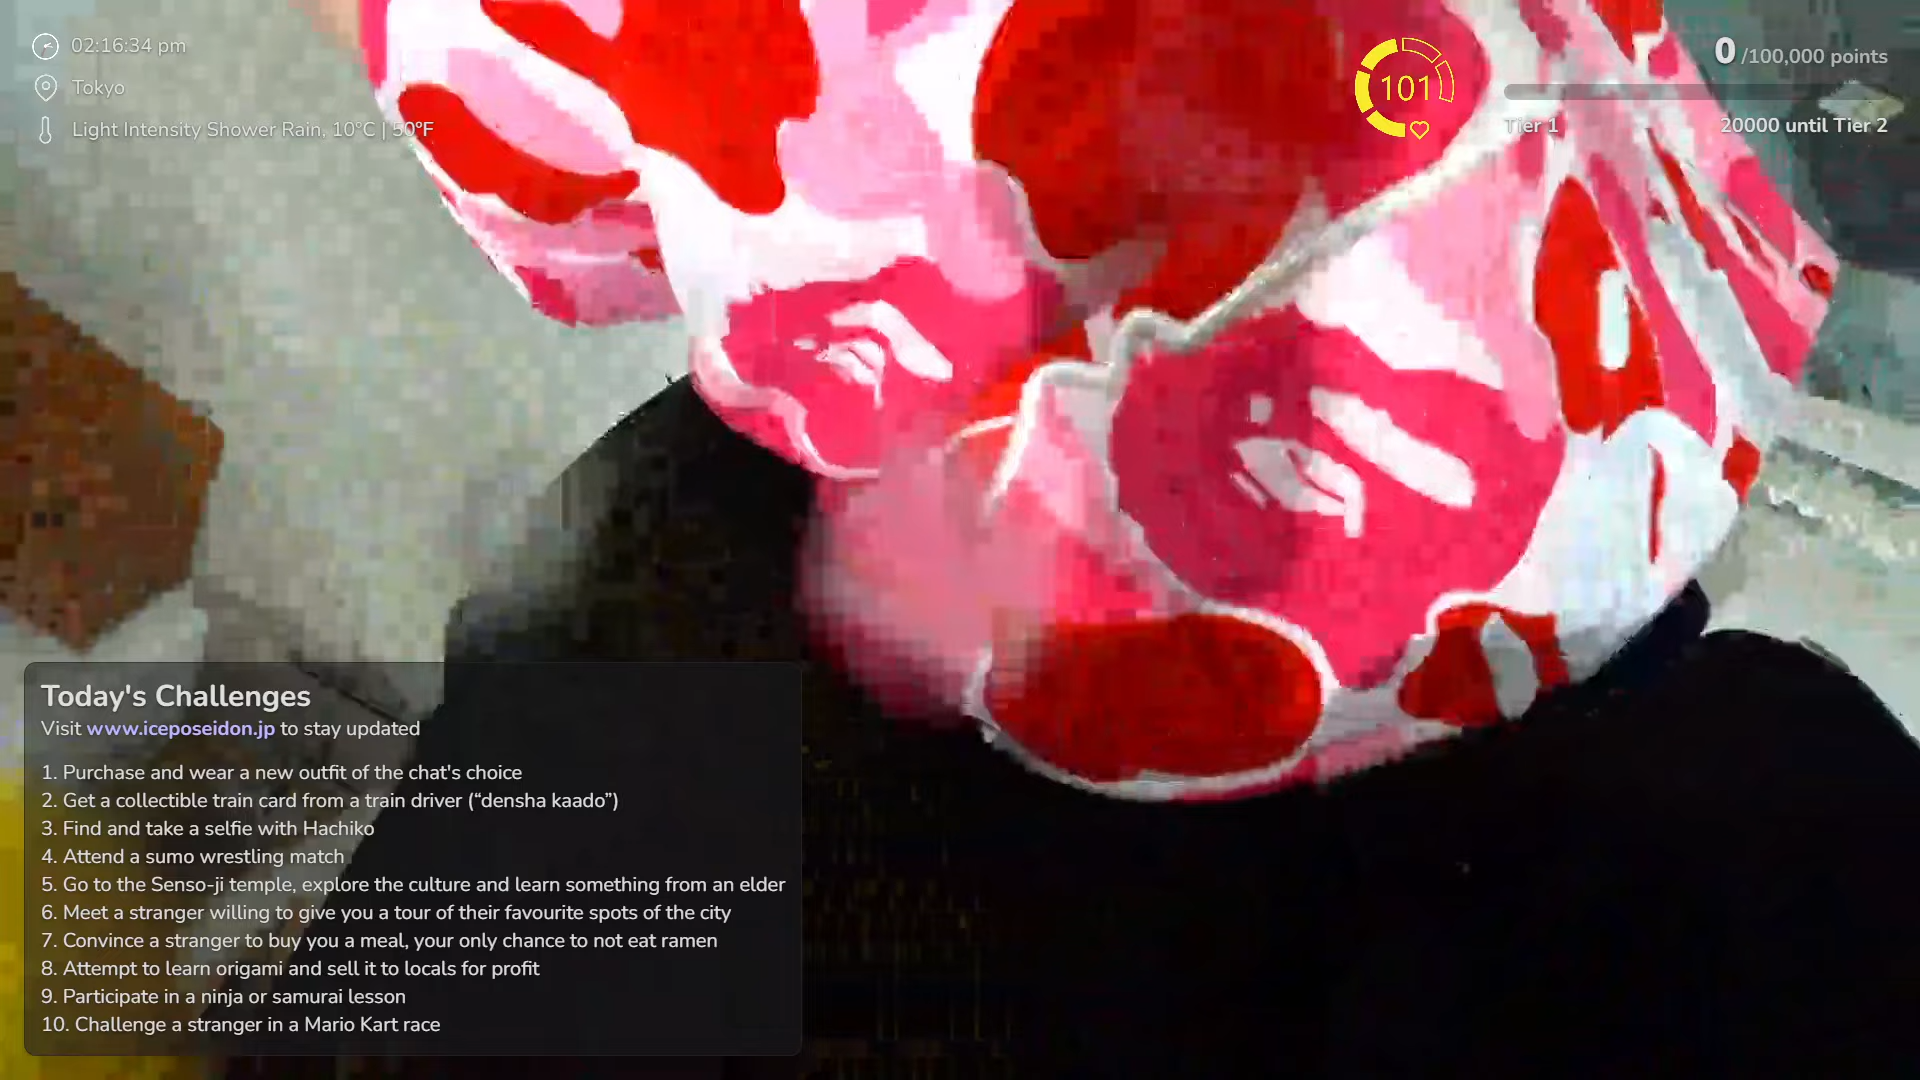 02:16:34 pm
Tokyo
Light Intensity Shower Rain, 10°C | 50°F
101
0 /100,000 points
Tier 1
20000 until Tier 2
Today's Challenges
Visit www.iceposeidon.jp to stay updated
1. Purchase and wear a new outfit of the chat's choice
2. Get a collectible train card from a train driver (“densha kaado”)
3. Find and take a selfie with Hachiko
4. Attend a sumo wrestling match
5. Go to the Senso-ji temple, explore the culture and learn something from an elder
6. Meet a stranger willing to give you a tour of their favourite spots of the city
7. Convince a stranger to buy you a meal, your only chance to not eat ramen
8. Attempt to learn origami and sell it to locals for profit
9. Participate in a ninja or samurai lesson
10. Challenge a stranger in a Mario Kart race